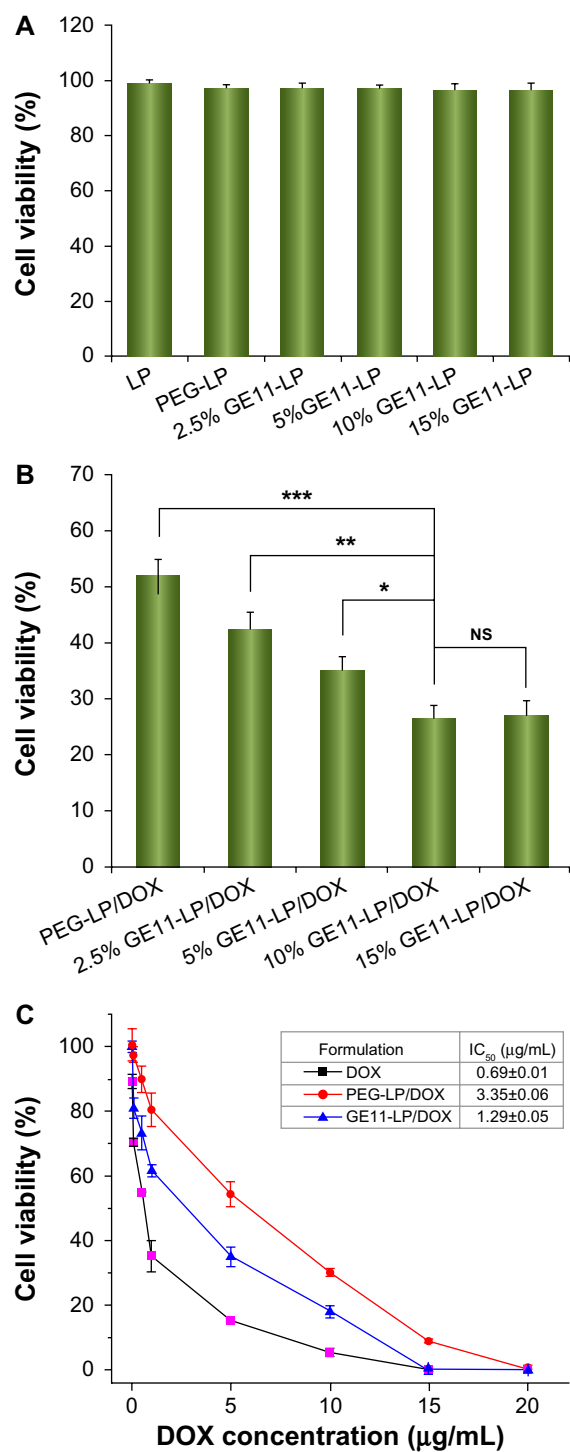 A
120
100
80
60
40
20
0
Cell viability (%)
LP
PEG-LP
2.5% GE11-LP
5%GE11-LP
10% GE11-LP
15% GE11-LP
B
70
60
50
40
30
20
10
0
Cell viability (%)
***
**
*
NS
PEG-LP/DOX
2.5% GE11-LP/DOX
5% GE11-LP/DOX
10% GE11-LP/DOX
15% GE11-LP/DOX
C
100
80
60
40
20
0
Cell viability (%)
Formulation IC50 (µg/mL)
DOX 0.69±0.01
PEG-LP/DOX 3.35±0.06
GE11-LP/DOX 1.29±0.05
0 5 10 15 20
DOX concentration (µg/mL)